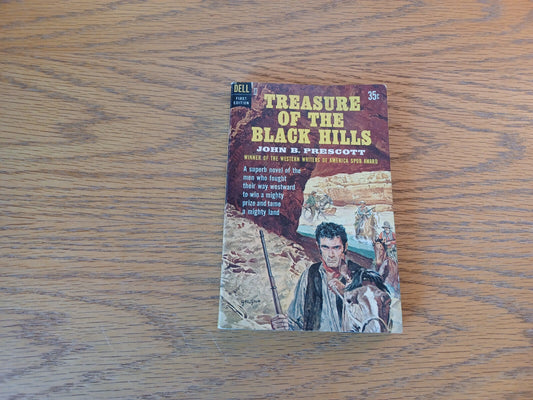 DELL
FIRST
EDITION
35c
TREASURE
OF THE
BLACK HILLS
JOHN B. PRESCOTT
WINNER OF THE WESTERN WRITERS OF AMERICA SPUR AWARD
A superb novel of the
men who fought
their way westward
to win a mighty
prize and tame
a mighty land